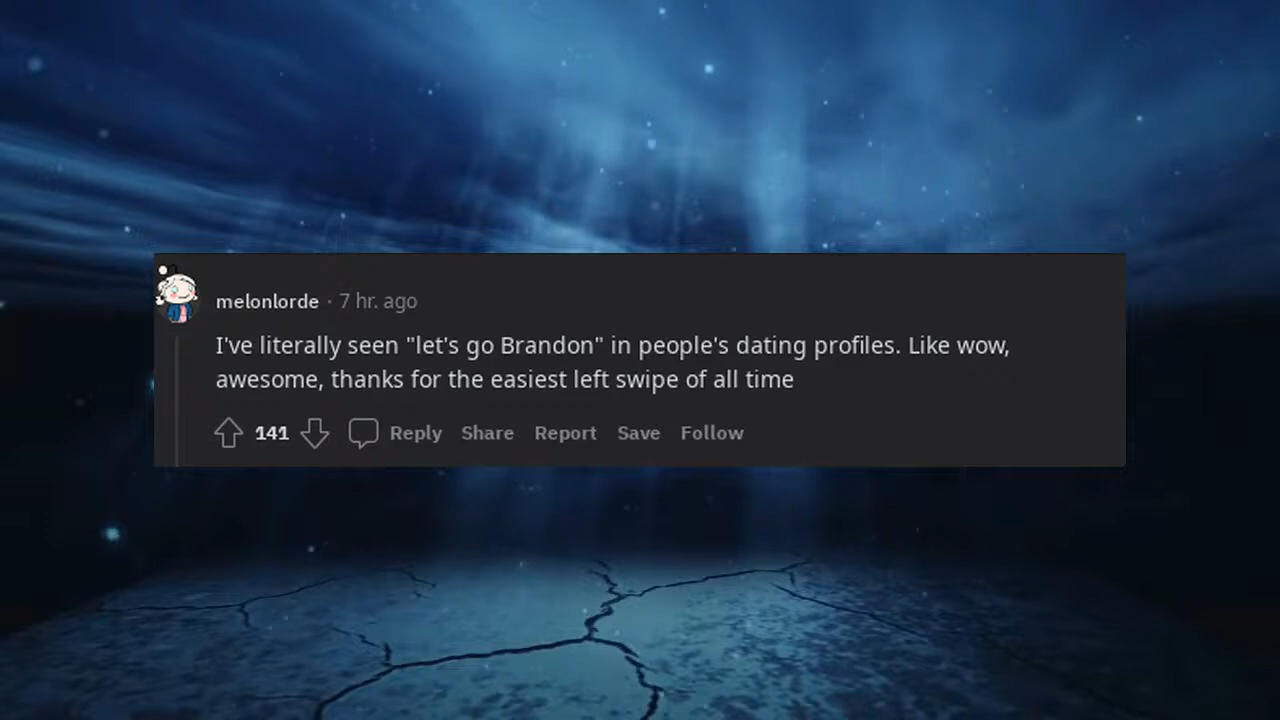 melonlorde · 7 hr. ago
I've literally seen "let's go Brandon" in people's dating profiles. Like wow,
awesome, thanks for the easiest left swipe of all time
141 Reply Share Report Save Follow